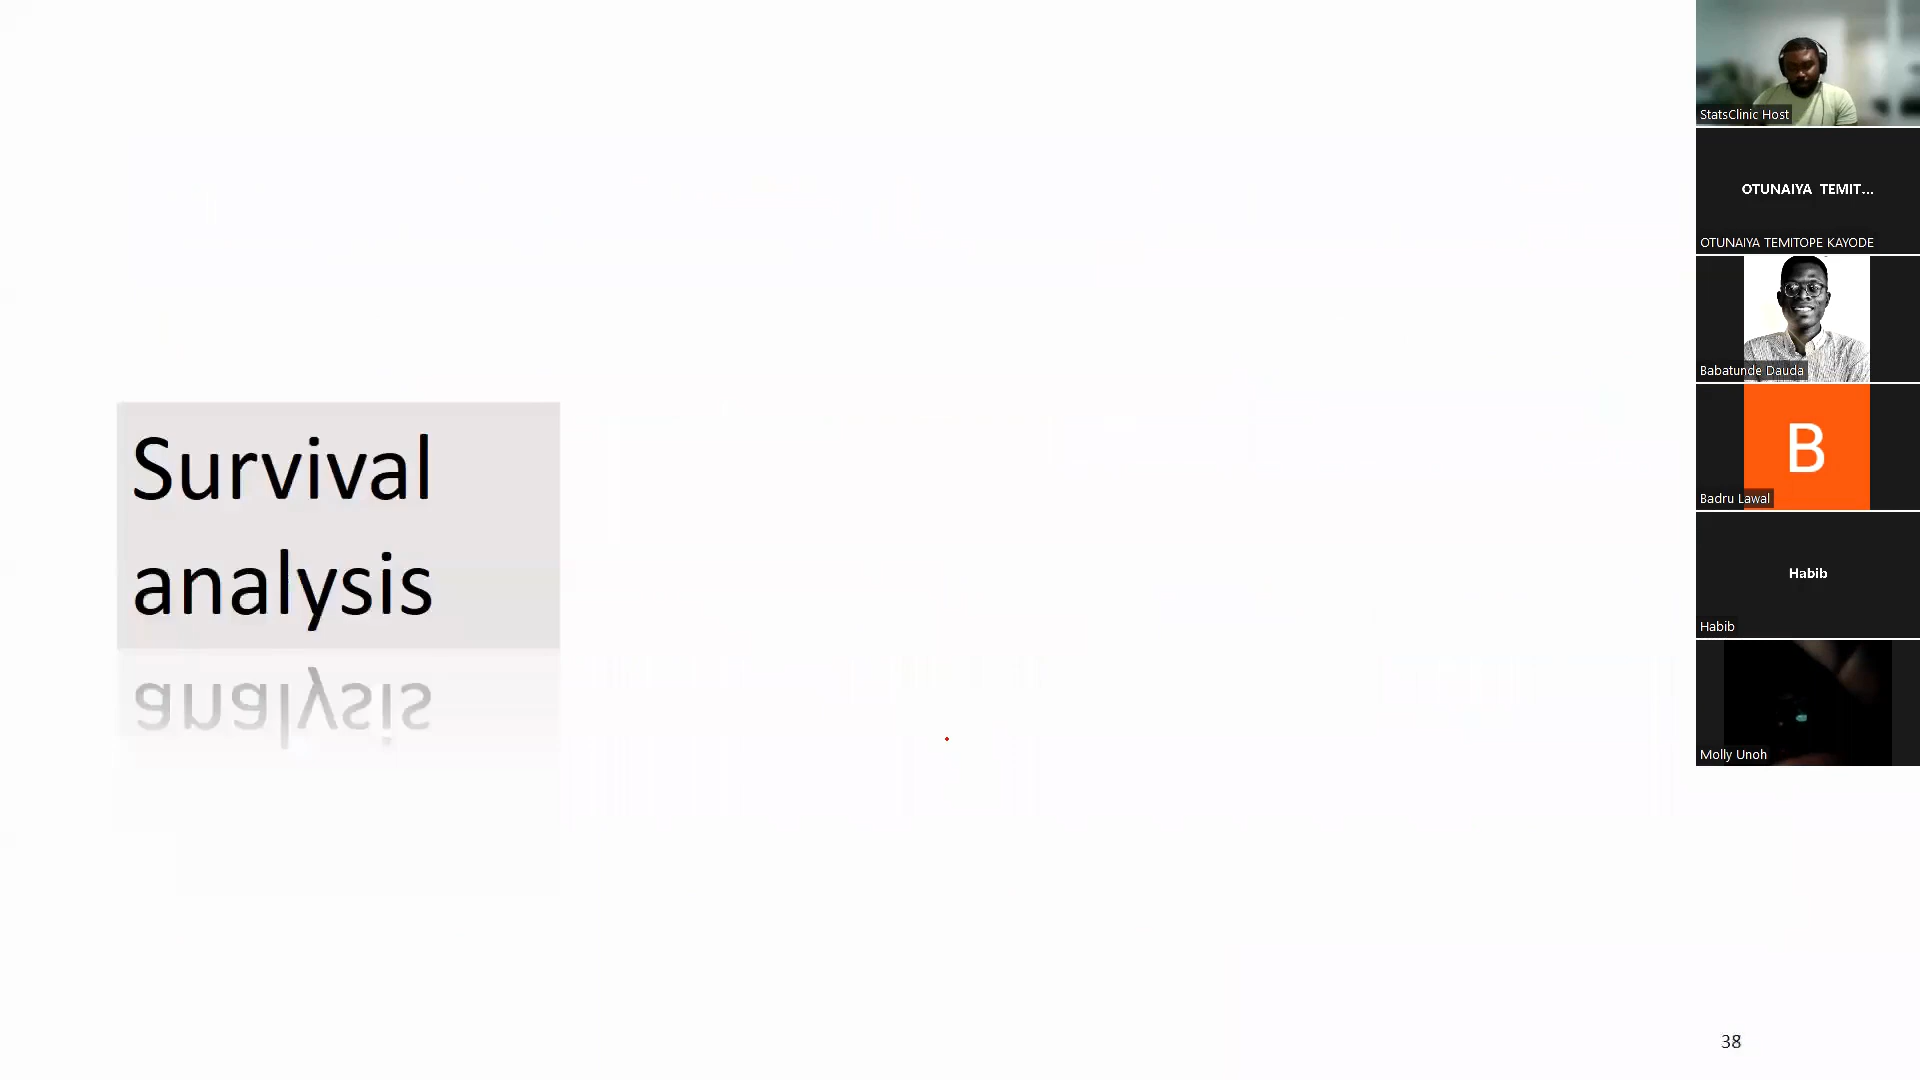 Survival
analysis
StatsClinic Host
OTUNAIYA TEMIT...
OTUNAIYA TEMITOPE KAYODE
Babatunde Dauda
B
Badru Lawal
Habib
Habib
Molly Unoh
38